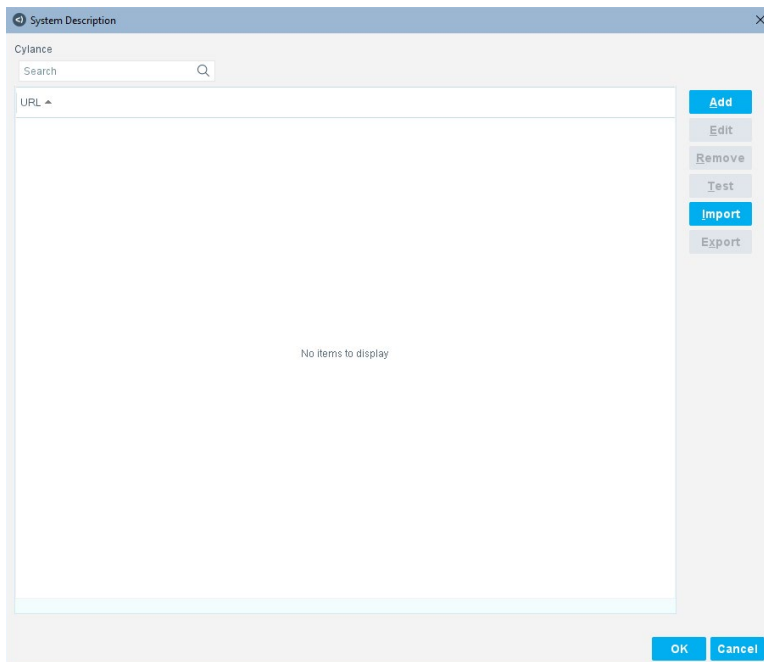 System Description
Cylance
Search
URL
Add
Edit
Remove
Test
Import
Export
No items to display
OK
Cancel